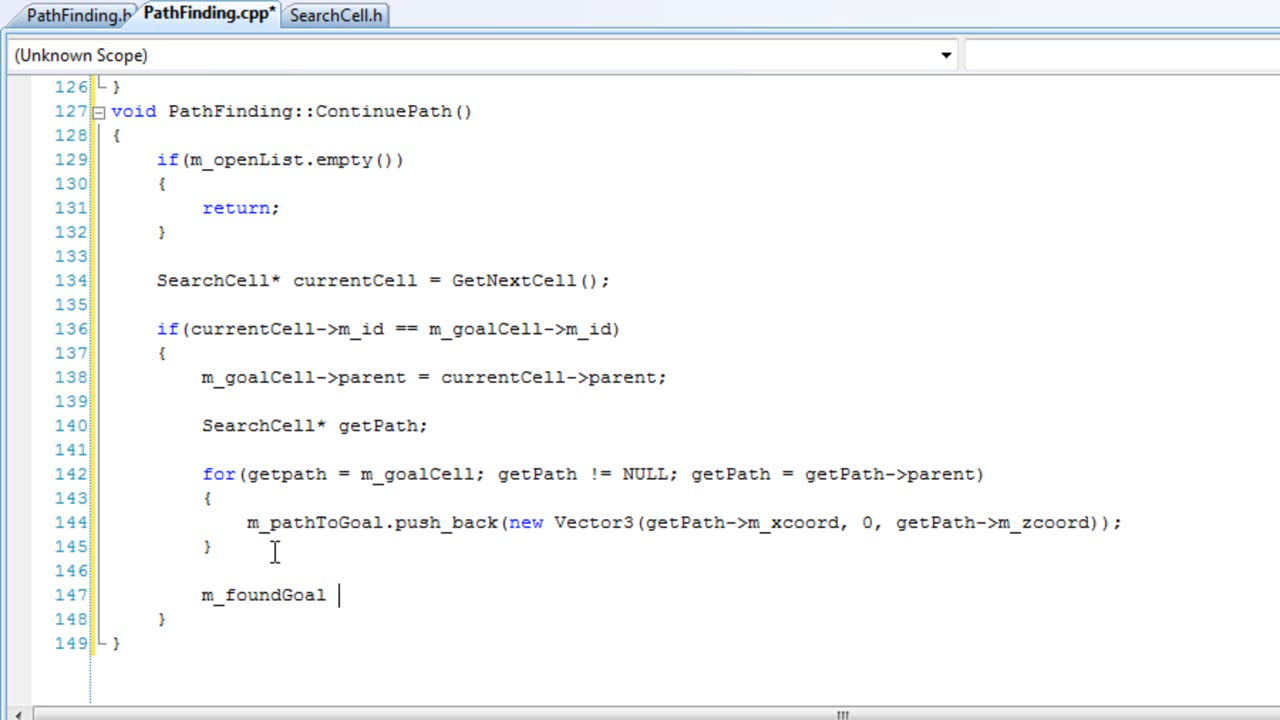 PathFinding.h PathFinding.cpp* SearchCell.h
(Unknown Scope)
126 }
127 void PathFinding::ContinuePath()
128 {
129 if(m_openList.empty())
130 {
131 return;
132 }
133
134 SearchCell* currentCell = GetNextCell();
135
136 if(currentCell->m_id == m_goalCell->m_id)
137 {
138 m_goalCell->parent = currentCell->parent;
139
140 SearchCell* getPath;
141
142 for(getpath = m_goalCell; getPath != NULL; getPath = getPath->parent)
143 {
144 m_pathToGoal.push_back(new Vector3(getPath->m_xcoord, 0, getPath->m_zcoord));
145 }
146
147 m_foundGoal
148 }
149 }